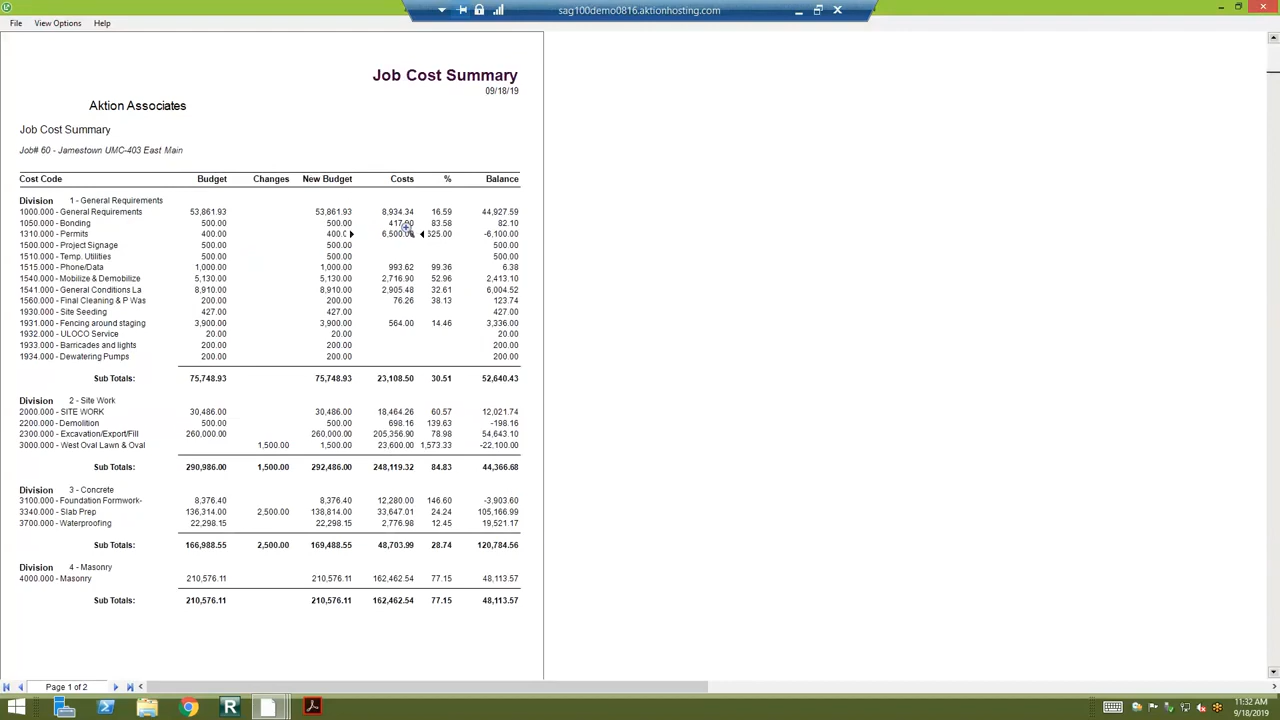 sag100demo0816.aktionhosting.com
File View Options Help
Job Cost Summary
09/18/19
Aktion Associates
Job Cost Summary
Job# 60 - Jamestown UMC-403 East Main
Cost Code Budget Changes New Budget Costs % Balance
Division 1 - General Requirements
1000.000 - General Requirements 53,861.93 53,861.93 8,934.34 16.59 44,927.59
1050.000 - Bonding 500.00 500.00 83.58 82.10
1310.000 - Permits 400.00 -6,100.00
1500.000 - Project Signage 500.00 500.00 500.00
1510.000 - Temp. Utilities 500.00 500.00 500.00
1515.000 - Phone/Data 1,000.00 1,000.00 993.62 99.36 6.38
1540.000 - Mobilize & Demobilize 5,130.00 5,130.00 2,716.90 52.96 2,413.10
1541.000 - General Conditions La 8,910.00 8,910.00 2,905.48 32.61 6,004.52
1560.000 - Final Cleaning & P Was 200.00 200.00 76.26 38.13 123.74
1930.000 - Site Seeding 427.00 427.00 427.00
1931.000 - Fencing around staging 3,900.00 3,900.00 564.00 14.46 3,336.00
1932.000 - ULOCO Service 20.00 20.00 20.00
1933.000 - Barricades and lights 200.00 200.00 200.00
1934.000 - Dewatering Pumps 200.00 200.00 200.00
Sub Totals: 75,748.93 75,748.93 23,108.50 30.51 52,640.43
Division 2 - Site Work
2000.000 - SITE WORK 30,486.00 30,486.00 18,464.26 60.57 12,021.74
2200.000 - Demolition 500.00 500.00 698.16 139.63 -198.16
2300.000 - Excavation/Export/Fill 260,000.00 260,000.00 205,356.90 78.98 54,643.10
3000.000 - West Oval Lawn & Oval 1,500.00 1,500.00 23,600.00 1,573.33 -22,100.00
Sub Totals: 290,986.00 1,500.00 292,486.00 248,119.32 84.83 44,366.68
Division 3 - Concrete
3100.000 - Foundation Formwork- 8,376.40 8,376.40 12,280.00 146.60 -3,903.60
3340.000 - Slab Prep 136,314.00 2,500.00 138,814.00 33,647.01 24.24 105,166.99
3700.000 - Waterproofing 22,298.15 22,298.15 2,776.98 12.45 19,521.17
Sub Totals: 166,988.55 2,500.00 169,488.55 48,703.99 28.74 120,784.56
Division 4 - Masonry
4000.000 - Masonry 210,576.11 210,576.11 162,462.54 77.15 48,113.57
Sub Totals: 210,576.11 210,576.11 162,462.54 77.15 48,113.57
Page 1 of 2
11:32 AM
9/18/2019